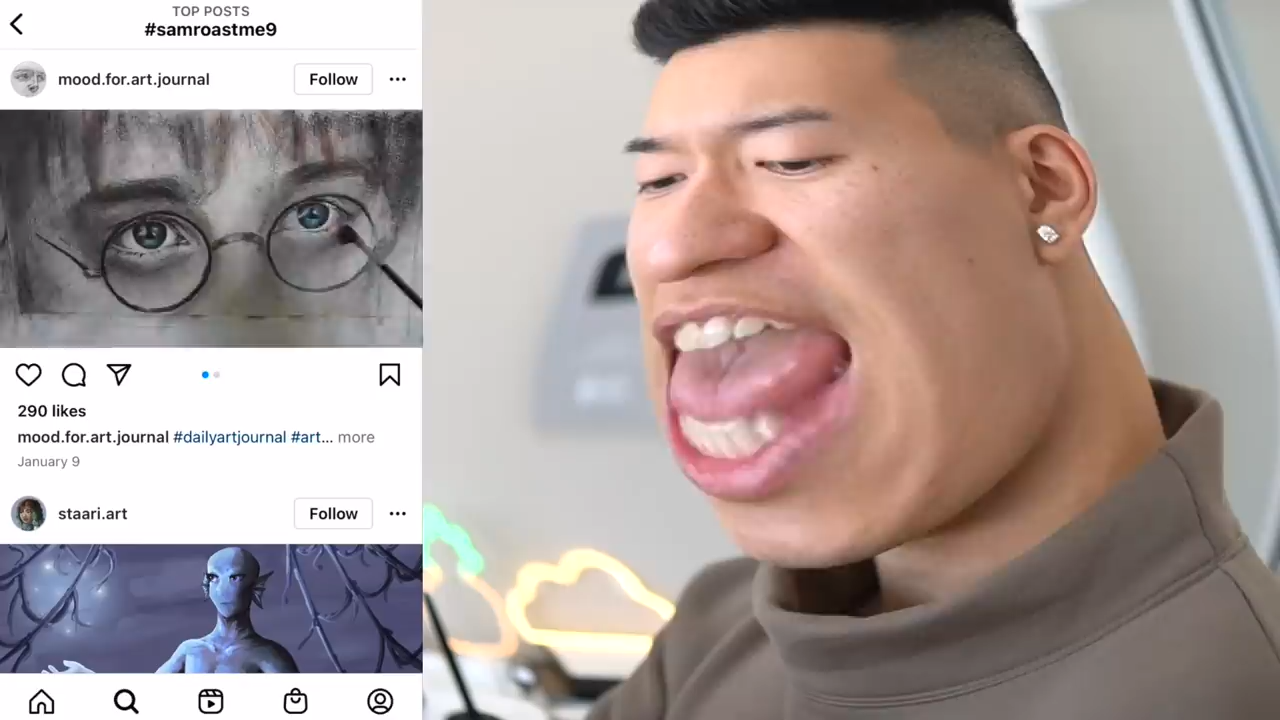 TOP POSTS
#samroastme9
mood.for.art.journal
Follow
290 likes
mood.for.art.journal #dailyartjournal #art... more
January 9
staari.art
Follow